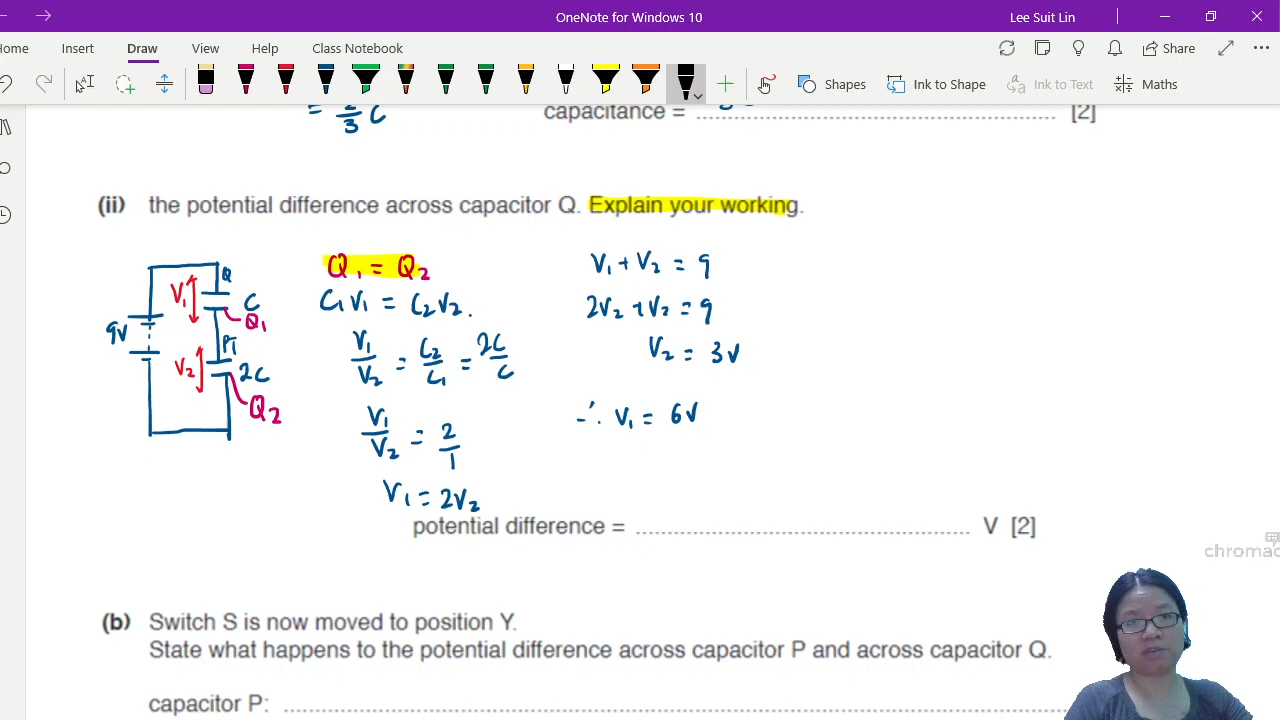 OneNote for Windows 10
Lee Suit Lin
Home Insert Draw View Help Class Notebook Share
Shapes Ink to Shape Ink to Text Maths
= 2/3 C
capacitance = [2]
(ii) the potential difference across capacitor Q. Explain your working.
Q
V1
C
Q1
9V
PT
V2
2C
Q2
Q1 = Q2
C1V1 = C2V2.
V1/V2 = C2/C1 = 2C/C
V1/V2 = 2/1
V1 = 2V2
V1 + V2 = 9
2V2 + V2 = 9
V2 = 3V
∴ V1 = 6V
potential difference = V [2]
(b) Switch S is now moved to position Y.
State what happens to the potential difference across capacitor P and across capacitor Q.
capacitor P: